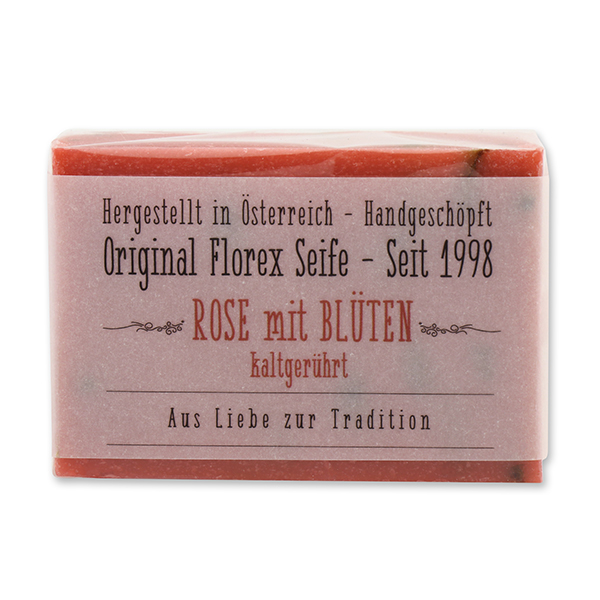 Hergestellt in Österreich - Handgeschöpft
Original Florex Seife - Seit 1998
ROSE mit BLÜTEN
kaltgerührt
Aus Liebe zur Tradition